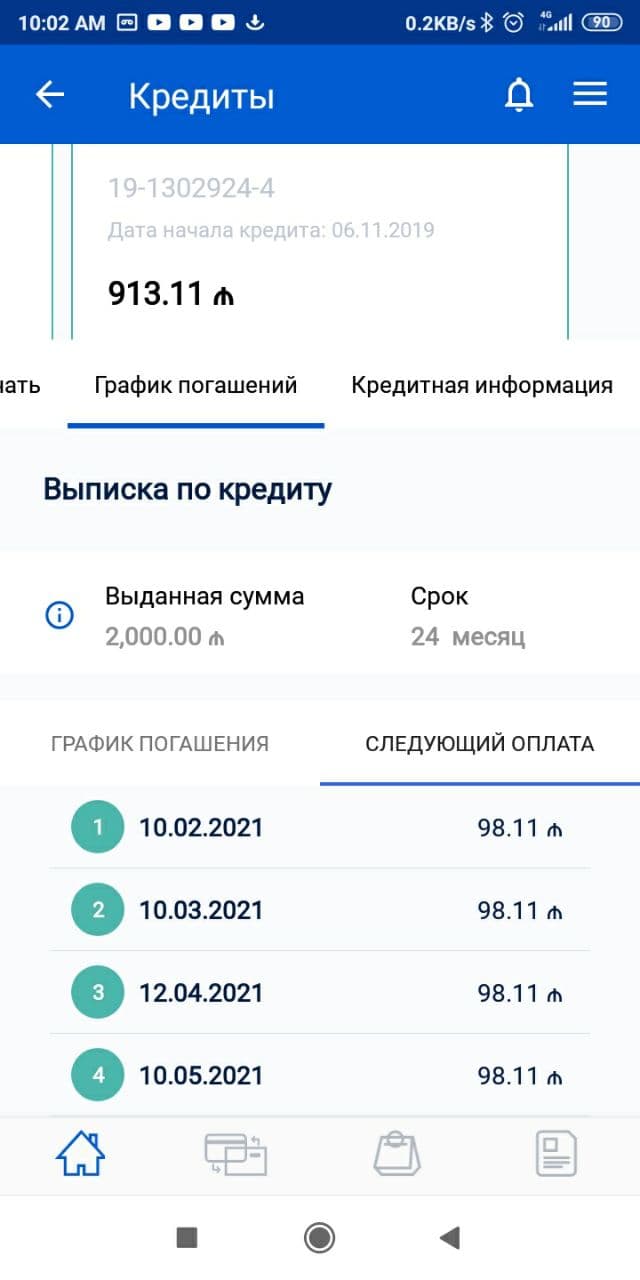 10:02 AM 0.2KB/s 4G 90
Кредиты
19-1302924-4
Дата начала кредита: 06.11.2019
913.11 ₼
чать График погашений Кредитная информация
Выписка по кредиту
Выданная сумма Срок
2,000.00 ₼ 24 месяц
ГРАФИК ПОГАШЕНИЯ СЛЕДУЮЩИЙ ОПЛАТА
1 10.02.2021 98.11 ₼
2 10.03.2021 98.11 ₼
3 12.04.2021 98.11 ₼
4 10.05.2021 98.11 ₼